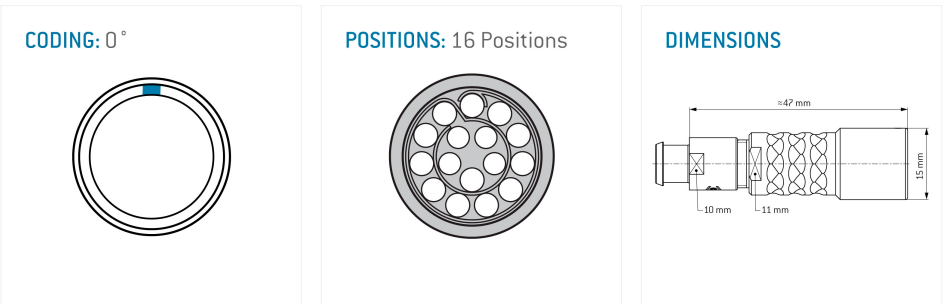 CODING: 0°
POSITIONS: 16 Positions
DIMENSIONS
≈47 mm
15 mm
10 mm
11 mm